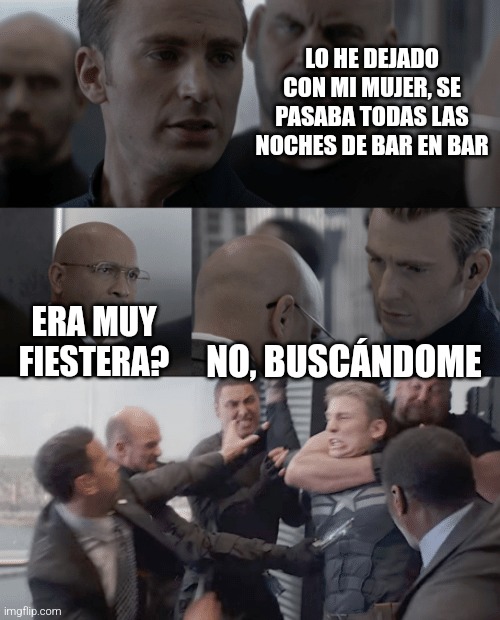 LO HE DEJADO
CON MI MUJER, SE
PASABA TODAS LAS
NOCHES DE BAR EN BAR
ERA MUY
FIESTERA?
NO, BUSCÁNDOME
imgflip.com